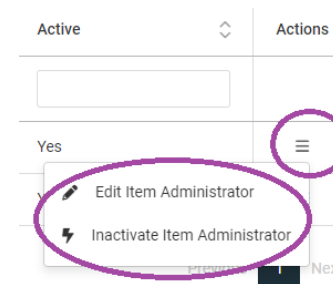 Active Actions
Yes
Edit Item Administrator
Inactivate Item Administrator
1